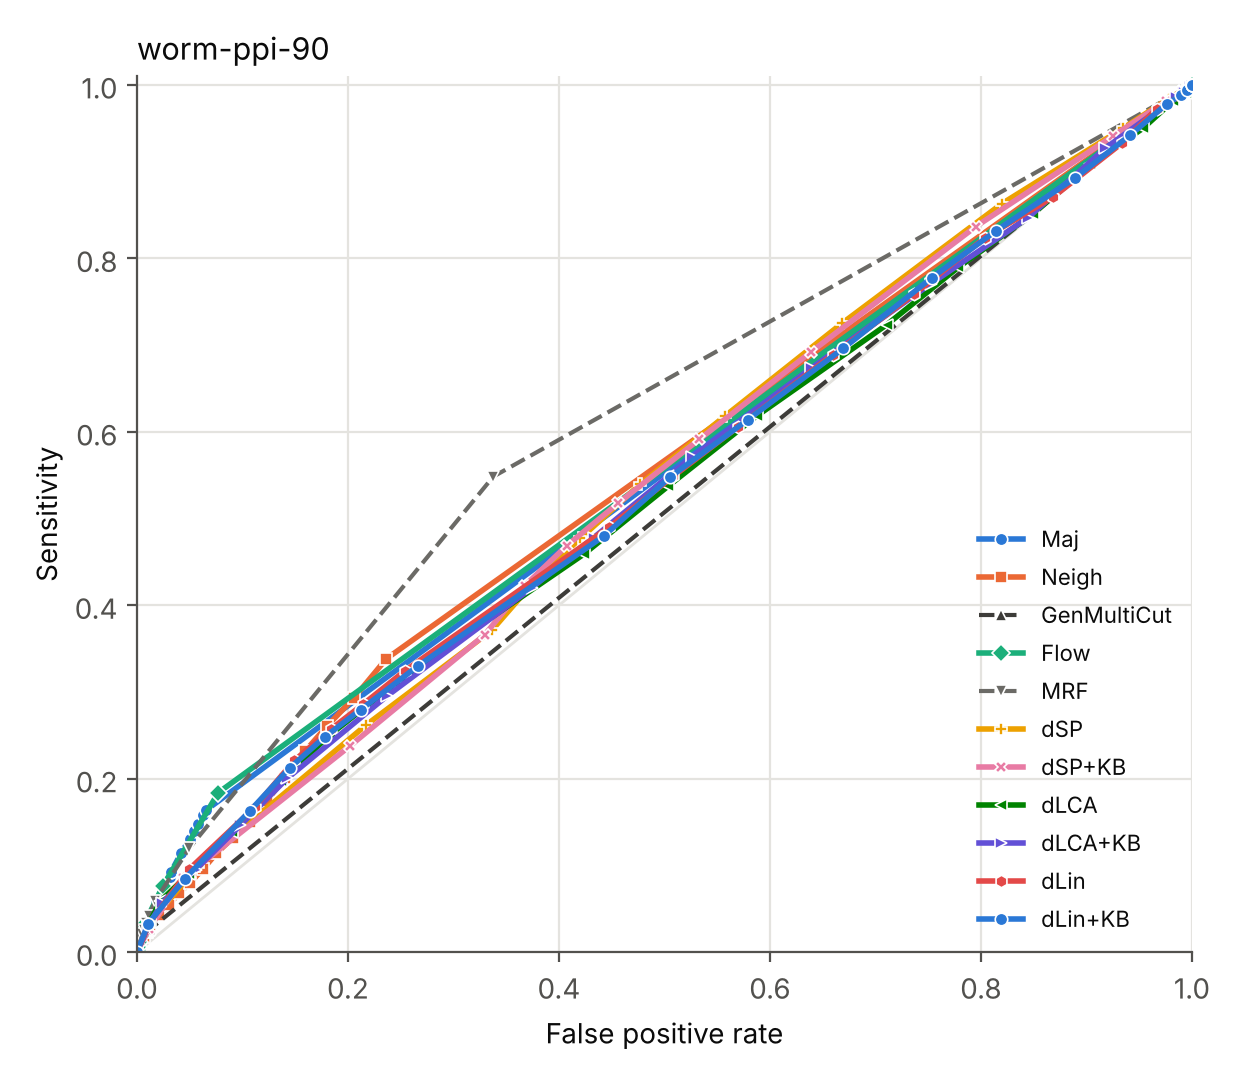 worm-ppi-90
1.0
0.8
0.6
0.4
0.2
0.0
Sensitivity
0.0 0.2 0.4 0.6 0.8 1.0
False positive rate
Maj
Neigh
GenMultiCut
Flow
MRF
dSP
dSP+KB
dLCA
dLCA+KB
dLin
dLin+KB